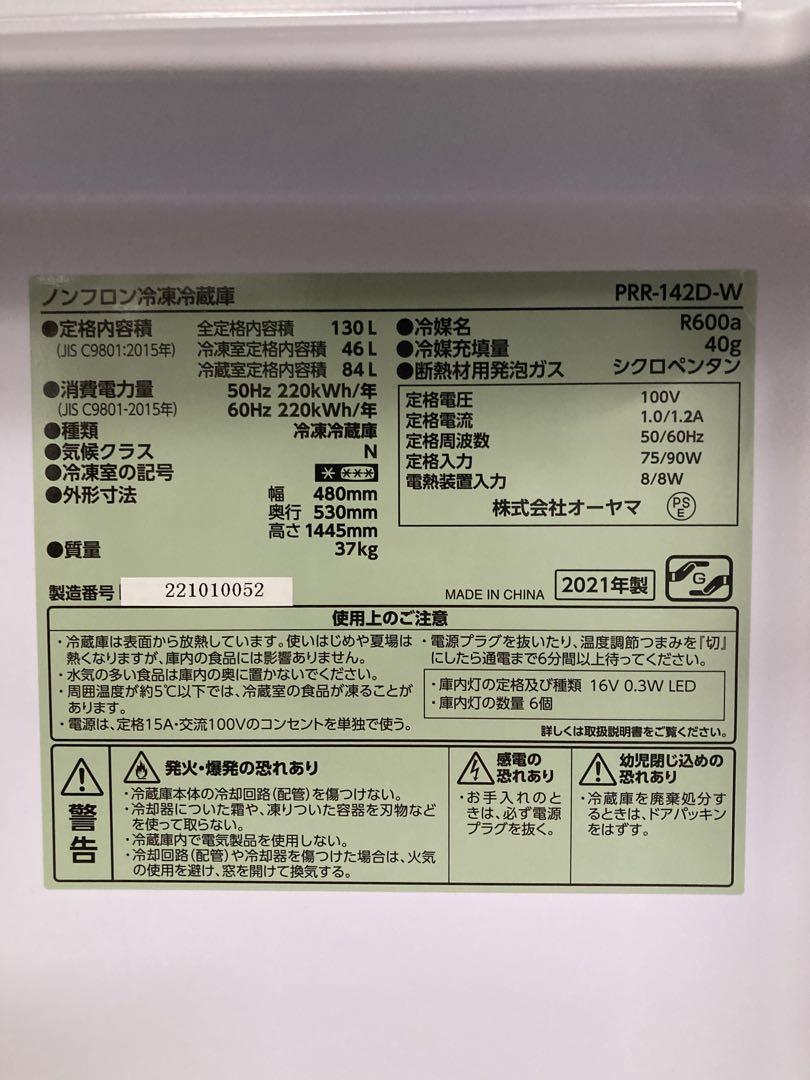 ノンフロン冷凍冷蔵庫 PRR-142D-W
●定格内容積 全定格内容積 130 L
(JIS C9801:2015年) 冷凍室定格内容積 46 L
冷蔵室定格内容積 84 L
●消費電力量 50Hz 220kWh/年
(JIS C9801-2015年) 60Hz 220kWh/年
●種類 冷凍冷蔵庫
●気候クラス N
●冷凍室の記号
●外形寸法 幅 480mm
奥行 530mm
高さ 1445mm
●質量 37kg
●冷媒名 R600a
●冷媒充填量 40g
●断熱材用発泡ガス シクロペンタン
定格電圧 100V
定格電流 1.0/1.2A
定格周波数 50/60Hz
定格入力 75/90W
電熱装置入力 8/8W
株式会社オーヤマ PS E
製造番号 221010052
MADE IN CHINA 2021年製 G
使用上のご注意
・冷蔵庫は表面から放熱しています。使いはじめや夏場は
熱くなりますが、庫内の食品には影響ありません。
・水気の多い食品は庫内の奥に置かないでください。
・周囲温度が約5℃以下では、冷蔵室の食品が凍ることが
あります。
・電源は、定格15A・交流100Vのコンセントを単独で使う。
・電源プラグを抜いたり、温度調節つまみを『切』
にしたら通電まで6分間以上待ってください。
・庫内灯の定格及び種類 16V 0.3W LED
・庫内灯の数量 6個
詳しくは取扱説明書をご覧ください。
警告
発火・爆発の恐れあり
・冷蔵庫本体の冷却回路(配管)を傷つけない。
・冷却器についた霜や、凍りついた容器を刃物など
を使って取らない。
・冷蔵庫内で電気製品を使用しない。
・冷却回路(配管)や冷却器を傷つけた場合は、火気
の使用を避け、窓を開けて換気する。
感電の
恐れあり
・お手入れのと
きは、必ず電源
プラグを抜く。
幼児閉じ込めの
恐れあり
・冷蔵庫を廃棄処分す
るときは、ドアパッキン
をはずす。